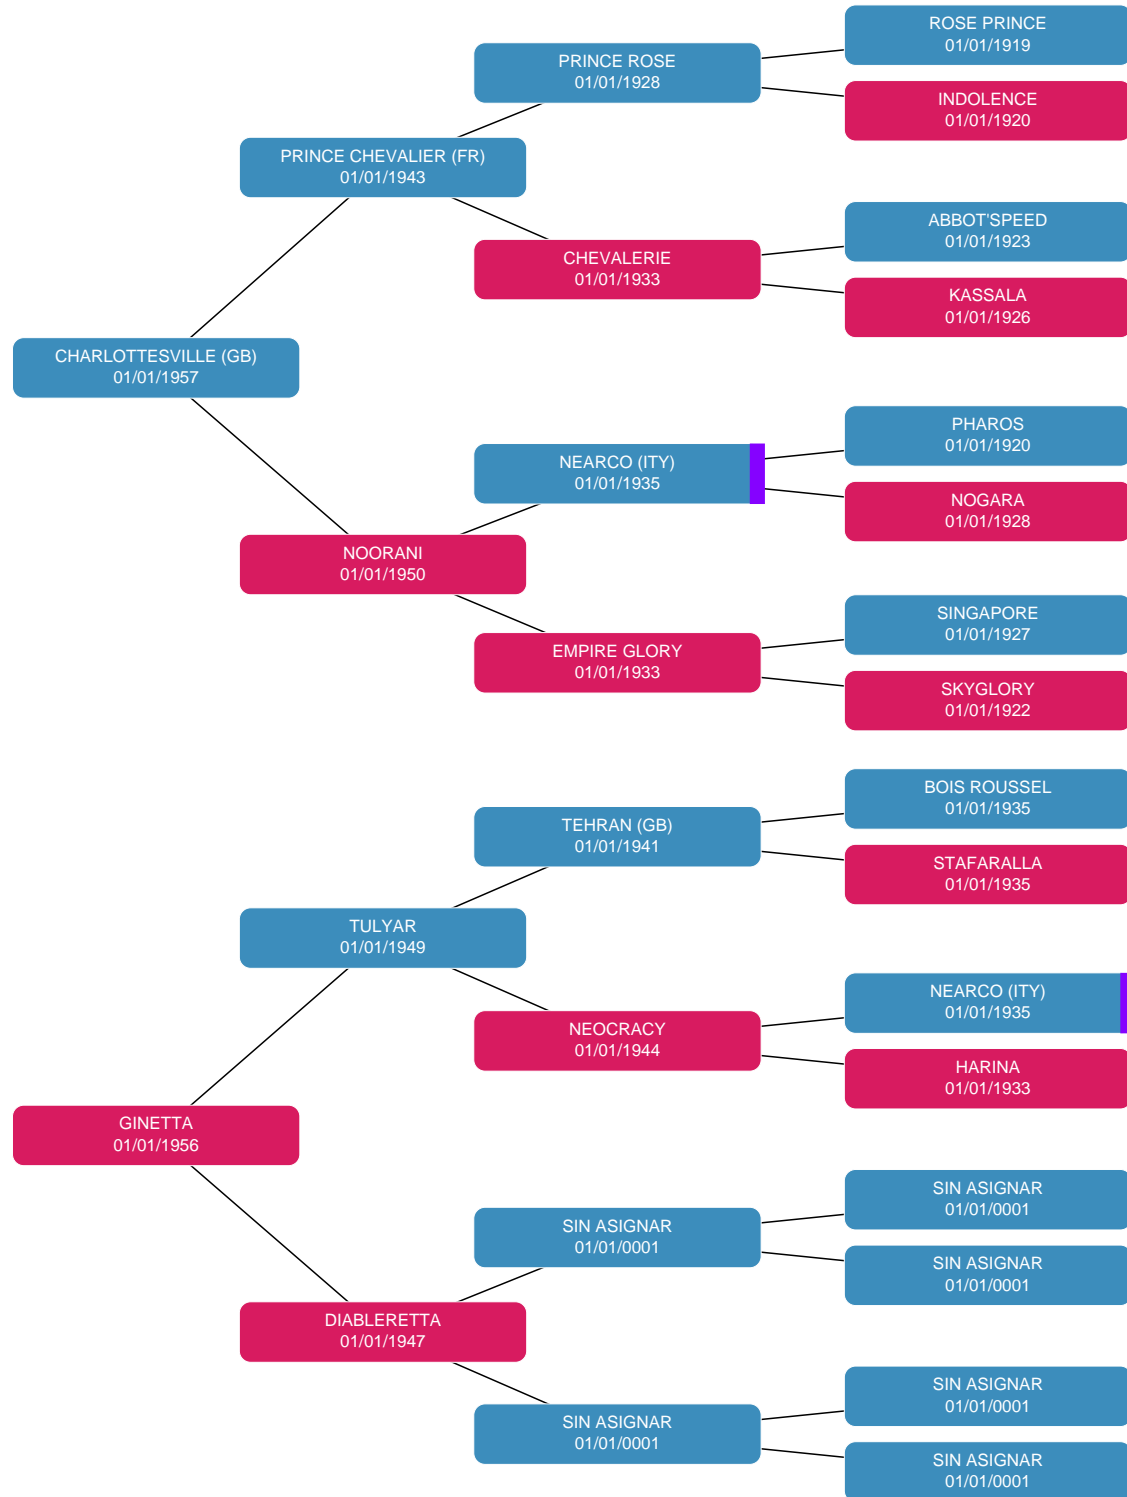 ROSE PRINCE
01/01/1919
PRINCE ROSE
01/01/1928
INDOLENCE
01/01/1920
PRINCE CHEVALIER (FR)
01/01/1943
ABBOT'SPEED
01/01/1923
CHEVALERIE
01/01/1933
KASSALA
01/01/1926
CHARLOTTESVILLE (GB)
01/01/1957
PHAROS
01/01/1920
NEARCO (ITY)
01/01/1935
NOGARA
01/01/1928
NOORANI
01/01/1950
SINGAPORE
01/01/1927
EMPIRE GLORY
01/01/1933
SKYGLORY
01/01/1922
BOIS ROUSSEL
01/01/1935
TEHRAN (GB)
01/01/1941
STAFARALLA
01/01/1935
TULYAR
01/01/1949
NEARCO (ITY)
01/01/1935
NEOCRACY
01/01/1944
HARINA
01/01/1933
GINETTA
01/01/1956
SIN ASIGNAR
01/01/0001
SIN ASIGNAR
01/01/0001
SIN ASIGNAR
01/01/0001
DIABLERETTA
01/01/1947
SIN ASIGNAR
01/01/0001
SIN ASIGNAR
01/01/0001
SIN ASIGNAR
01/01/0001